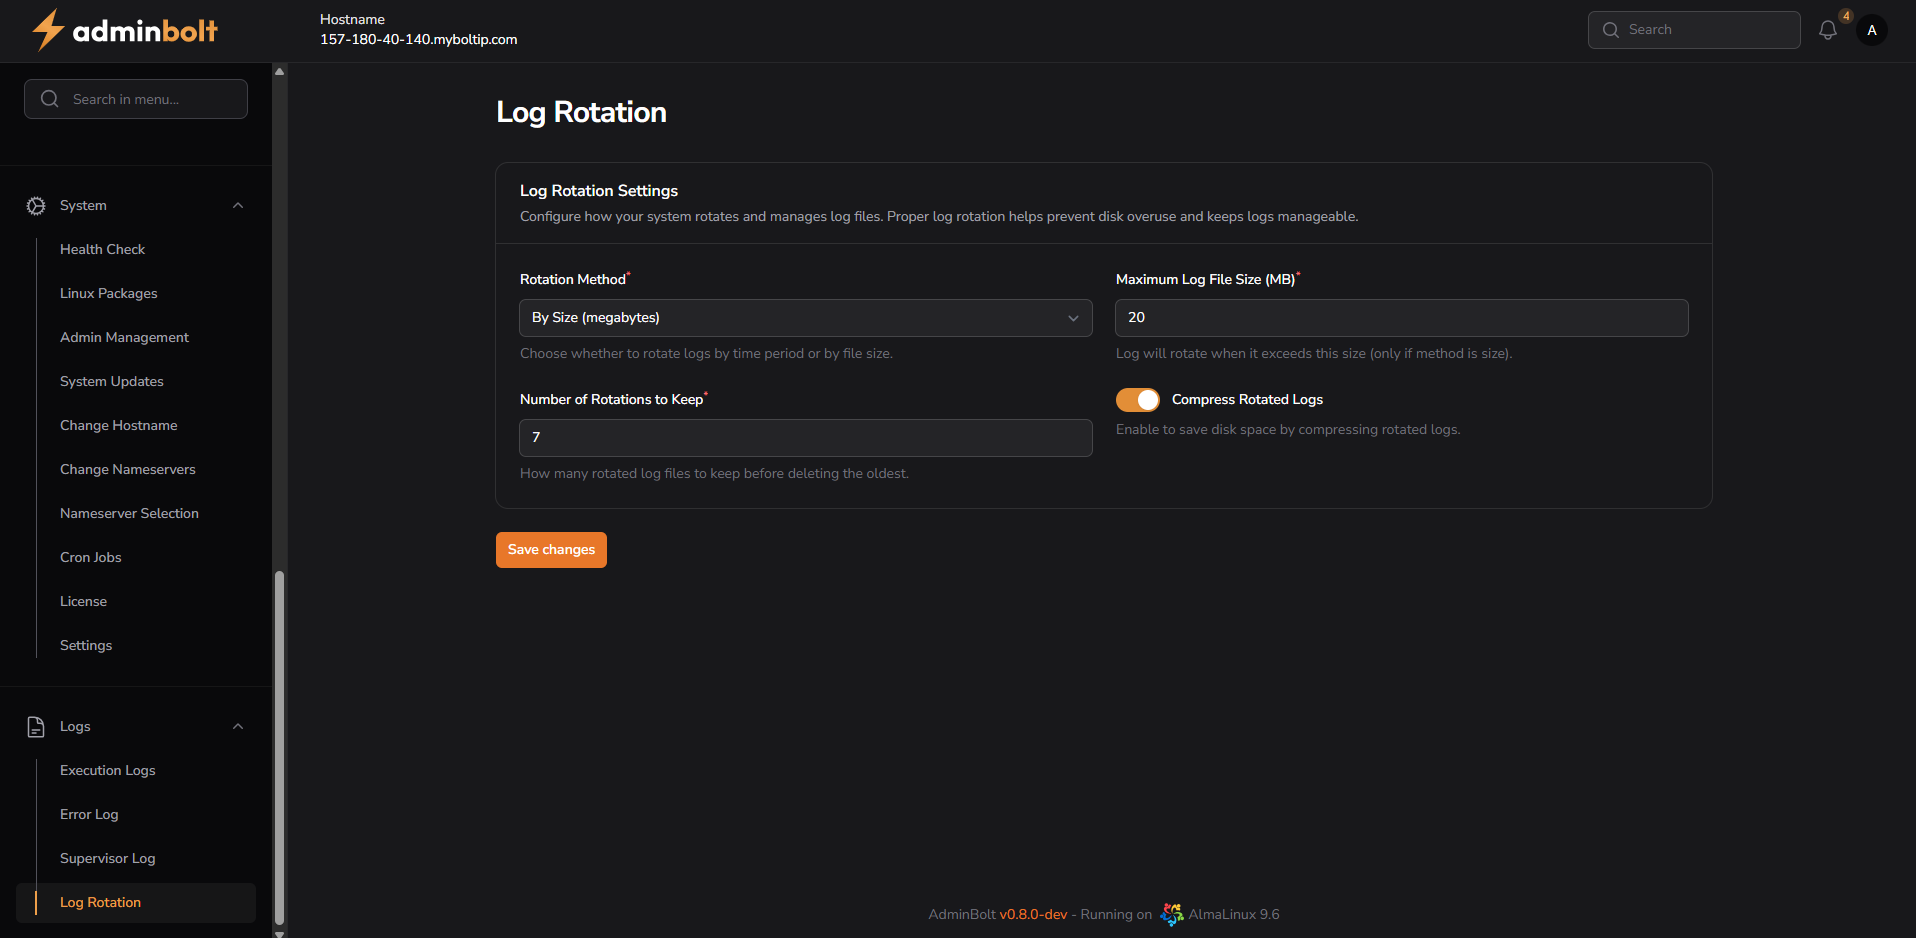 adminbolt
Hostname
157-180-40-140.myboltip.com
Search
4
A
Search in menu...
System
Health Check
Linux Packages
Admin Management
System Updates
Change Hostname
Change Nameservers
Nameserver Selection
Cron Jobs
License
Settings
Logs
Execution Logs
Error Log
Supervisor Log
Log Rotation
Log Rotation
Log Rotation Settings
Configure how your system rotates and manages log files. Proper log rotation helps prevent disk overuse and keeps logs manageable.
Rotation Method*
By Size (megabytes)
Choose whether to rotate logs by time period or by file size.
Maximum Log File Size (MB)*
20
Log will rotate when it exceeds this size (only if method is size).
Number of Rotations to Keep*
7
How many rotated log files to keep before deleting the oldest.
Compress Rotated Logs
Enable to save disk space by compressing rotated logs.
Save changes
AdminBolt v0.8.0-dev - Running on AlmaLinux 9.6